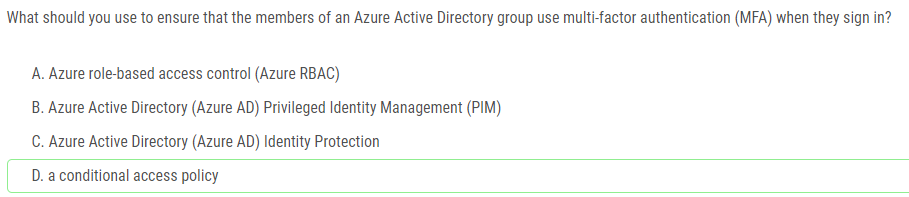 What should you use to ensure that the members of an Azure Active Directory group use multi-factor authentication (MFA) when they sign in?
A. Azure role-based access control (Azure RBAC)
B. Azure Active Directory (Azure AD) Privileged Identity Management (PIM)
C. Azure Active Directory (Azure AD) Identity Protection
D. a conditional access policy